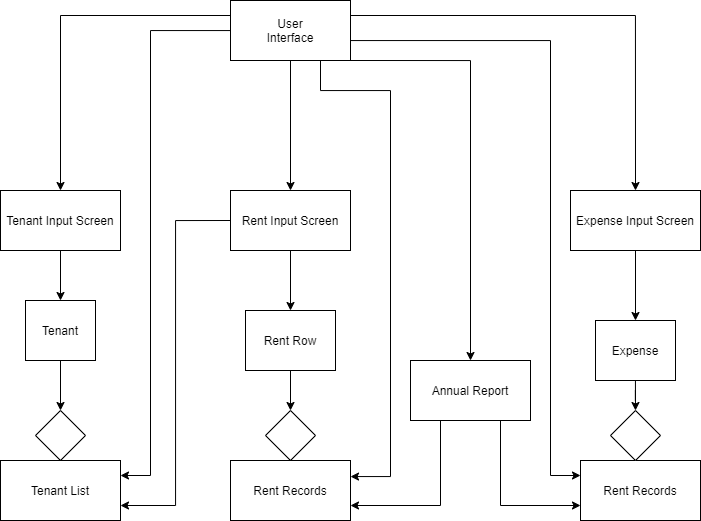 User
Interface
Tenant Input Screen
Rent Input Screen
Expense Input Screen
Tenant
Rent Row
Expense
Annual Report
Tenant List
Rent Records
Rent Records